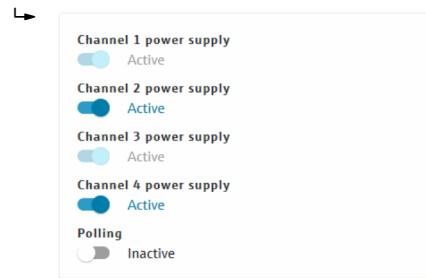 Channel 1 power supply
Active
Channel 2 power supply
Active
Channel 3 power supply
Active
Channel 4 power supply
Active
Polling
Inactive